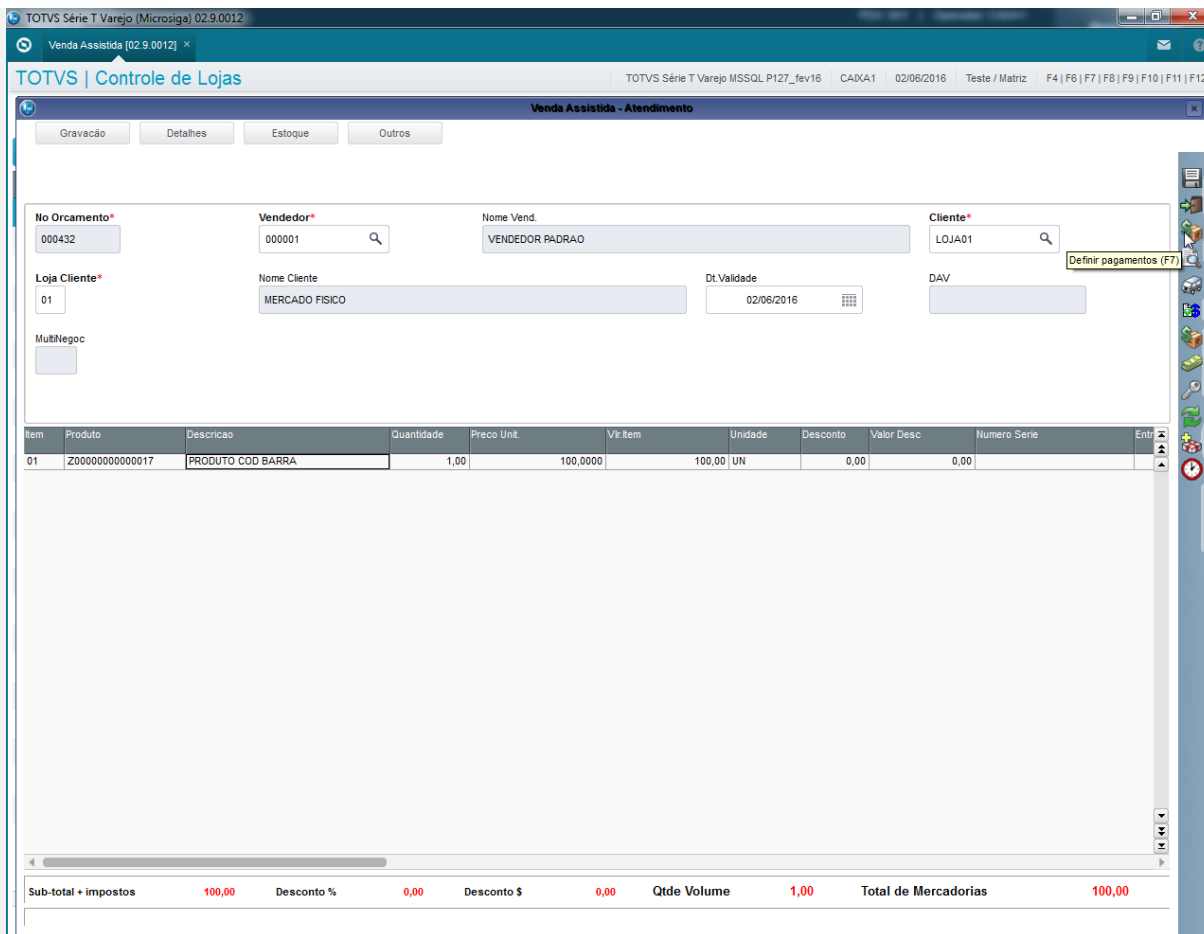 TOTVS Série T Varejo (Microsiga) 02.9.0012
Venda Assistida [02.9.0012] ×
TOTVS | Controle de Lojas
TOTVS Série T Varejo MSSQL P127_fev16 CAIXA1 02/06/2016 Teste / Matriz F4 | F6 | F7 | F8 | F9 | F10 | F11 | F12
Venda Assistida - Atendimento
Gravacão Detalhes Estoque Outros
No Orcamento* Vendedor* Nome Vend. Cliente*
000432 000001 VENDEDOR PADRAO LOJA01
Definir pagamentos (F7)
Loja Cliente* Nome Cliente Dt.Validade DAV
01 MERCADO FISICO 02/06/2016
MultiNegoc
Item Produto Descricao Quantidade Preco Unit. Vlr.Item Unidade Desconto Valor Desc Numero Serie Entr
01 Z00000000000017 PRODUTO COD BARRA 1,00 100,0000 100,00 UN 0,00 0,00
Sub-total + impostos 100,00 Desconto % 0,00 Desconto $ 0,00 Qtde Volume 1,00 Total de Mercadorias 100,00